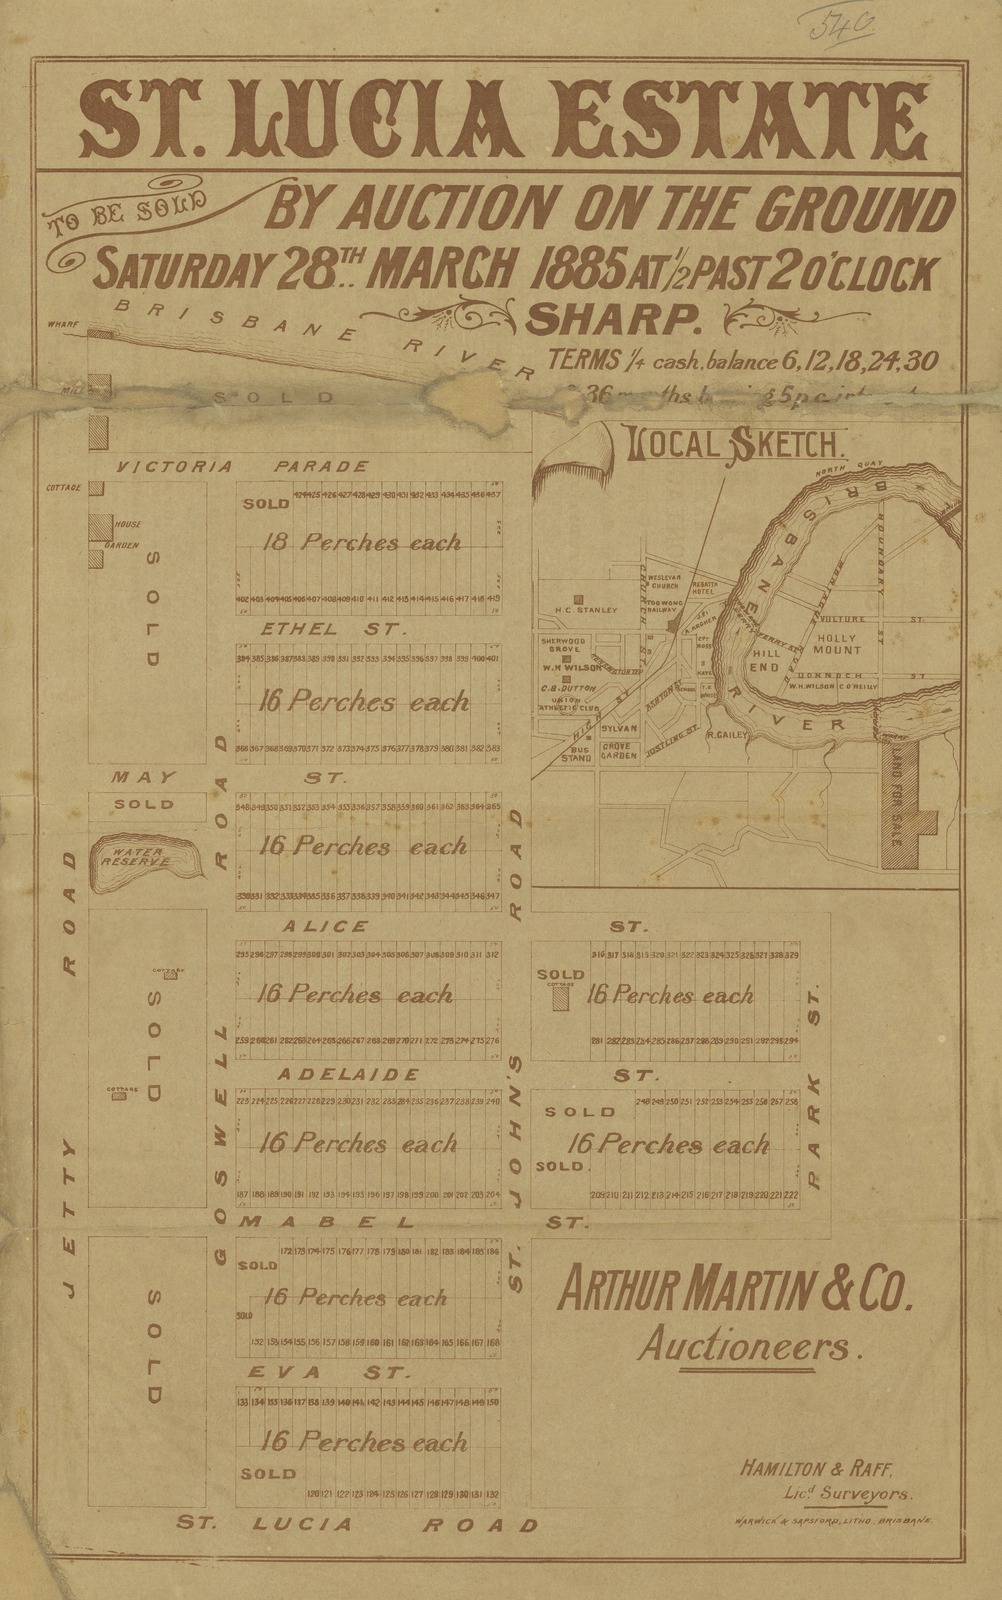 540
ST. LUCIA ESTATE
TO BE SOLD
BY AUCTION ON THE GROUND
SATURDAY 28TH MARCH 1885 AT 1/2 PAST 2 O'CLOCK
SHARP.
BRISBANE RIVER
WHARF
TERMS 1/4 cash, balance 6, 12, 18, 24, 30
36 months
SOLD
LOCAL SKETCH.
NORTH QUAY
BRISBANE
RIVER
BOUNDARY
ST
WESLEYAN
CHURCH
REGATTA
HOTEL
H.C. STANLEY
TOOWONG
RAILWAY
CHURCH ST
FERRY
VULTURE ST.
HOLLY
MOUNT
HILL
END
W.H. WILSON C O'REILLY
SHERWOOD
GROVE
W.H WILSON
C.B. DUTTON
UNION
ATHLETIC CLUB
HIGH ST
SYLVAN
GROVE
GARDEN
BUS
STAND
JOSTLING ST.
R. GAILEY
LAND FOR SALE
VICTORIA PARADE
COTTAGE
HOUSE
GARDEN
SOLD
SOLD
424 425 426 427 428 429 430 431 432 433 434 435 436 437
18 Perches each
402 403 404 405 406 407 408 409 410 411 412 413 414 415 416 417 418 419
ETHEL ST.
384 385 386 387 388 389 390 391 392 393 394 395 396 397 398 399 400 401
16 Perches each
366 367 368 369 370 371 372 373 374 375 376 377 378 379 380 381 382 383
MAY ST.
SOLD
348 349 350 351 352 353 354 355 356 357 358 359 360 361 362 363 364 365
WATER
RESERVE
16 Perches each
330 331 332 333 334 335 336 337 338 339 340 341 342 343 344 345 346 347
ALICE ST.
295 296 297 298 299 300 301 302 303 304 305 306 307 308 309 310 311 312
316 317 318 319 320 321 322 323 324 325 326 327 328 329
COTTAGE
SOLD
16 Perches each
SOLD
COTTAGE
16 Perches each
259 260 261 262 263 264 265 266 267 268 269 270 271 272 273 274 275 276
281 282 283 284 285 286 287 288 289 290 291 292 293 294
ADELAIDE ST.
COTTAGE
223 224 225 226 227 228 229 230 231 232 233 234 235 236 237 238 239 240
248 249 250 251 252 253 254 255 256 257 258
SOLD
16 Perches each
16 Perches each
SOLD.
187 188 189 190 191 192 193 194 195 196 197 198 199 200 201 202 203 204
209 210 211 212 213 214 215 216 217 218 219 220 221 222
MABEL ST.
172 173 174 175 176 177 178 179 180 181 182 183 184 185 186
SOLD
16 Perches each
SOLD
152 153 154 155 156 157 158 159 160 161 162 163 164 165 166 167 168
EVA ST.
SOLD
133 134 135 136 137 138 139 140 141 142 143 144 145 146 147 148 149 150
16 Perches each
SOLD
120 121 122 123 124 125 126 127 128 129 130 131 132
ST. LUCIA ROAD
JETTY ROAD
GOSWELL ROAD
ST. JOHN'S ROAD
PARK ST.
ARTHUR MARTIN & CO.
Auctioneers.
HAMILTON & RAFF,
Licd. Surveyors.
WARWICK & SAPSFORD, LITHO., BRISBANE.